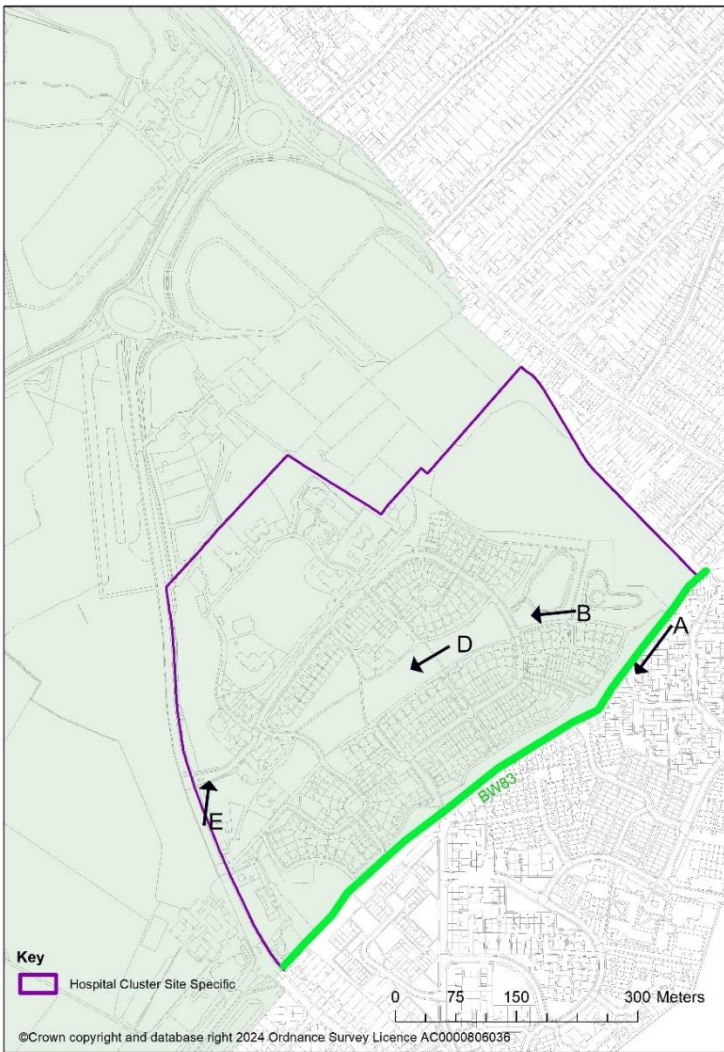 B
A
D
BW83
E
Key
Hospital Cluster Site Specific
0 75 150 300 Meters
©Crown copyright and database right 2024 Ordnance Survey Licence AC0000806036